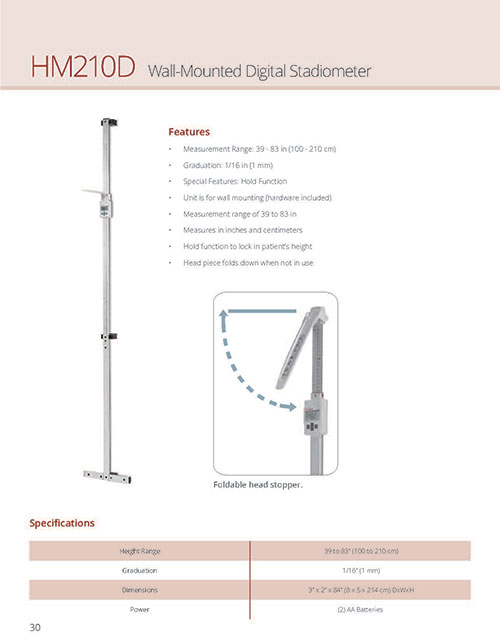 HM210D Wall-Mounted Digital Stadiometer
Features
• Measurement Range: 39 - 83 in (100 - 210 cm)
• Graduation: 1/16 in (1 mm)
• Special Features: Hold Function
• Unit is for wall mounting (hardware included)
• Measurement range of 39 to 83 in
• Measures in inches and centimeters
• Hold function to lock in patient's height
• Head piece folds down when not in use
Foldable head stopper.
Specifications
Height Range 39 to 83" (100 to 210 cm)
Graduation 1/16" (1 mm)
Dimensions 3" x 2" x 84" (8 x 5 x 214 cm) DxWxH
Power (2) AA Batteries
30